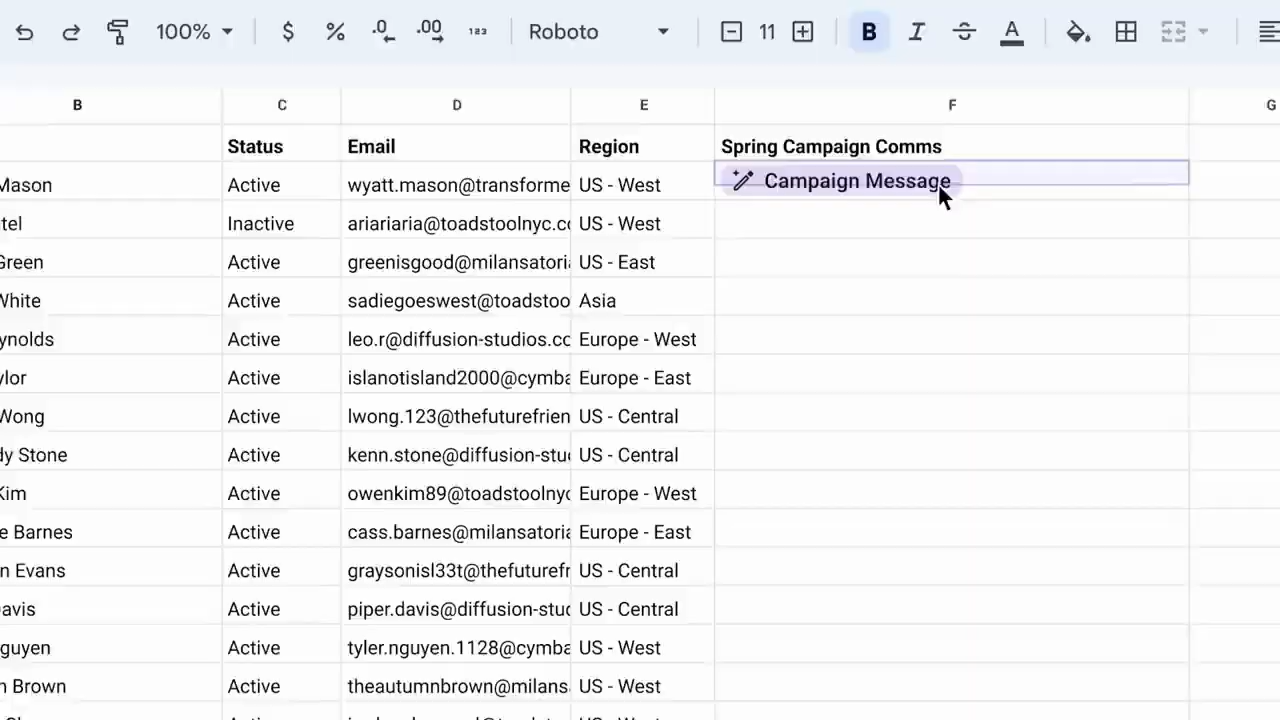 100% $ % .0 .00 123 Roboto 11 B I S A
B C D E F G
Status Email Region Spring Campaign Comms
Mason Active wyatt.mason@transforme US - West Campaign Message
tel Inactive ariariaria@toadstoolnyc.co US - West
Green Active greenisgood@milansatoria US - East
White Active sadiegoeswest@toadstoo Asia
ynolds Active leo.r@diffusion-studios.co Europe - West
ylor Active islanotisland2000@cymba Europe - East
Wong Active lwong.123@thefuturefrien US - Central
dy Stone Active kenn.stone@diffusion-stud US - Central
Kim Active owenkim89@toadstoolnyc Europe - West
e Barnes Active cass.barnes@milansatoria Europe - East
n Evans Active graysonisl33t@thefuturefr US - Central
Davis Active piper.davis@diffusion-stud US - Central
guyen Active tyler.nguyen.1128@cymba US - West
n Brown Active theautumnbrown@milans US - West